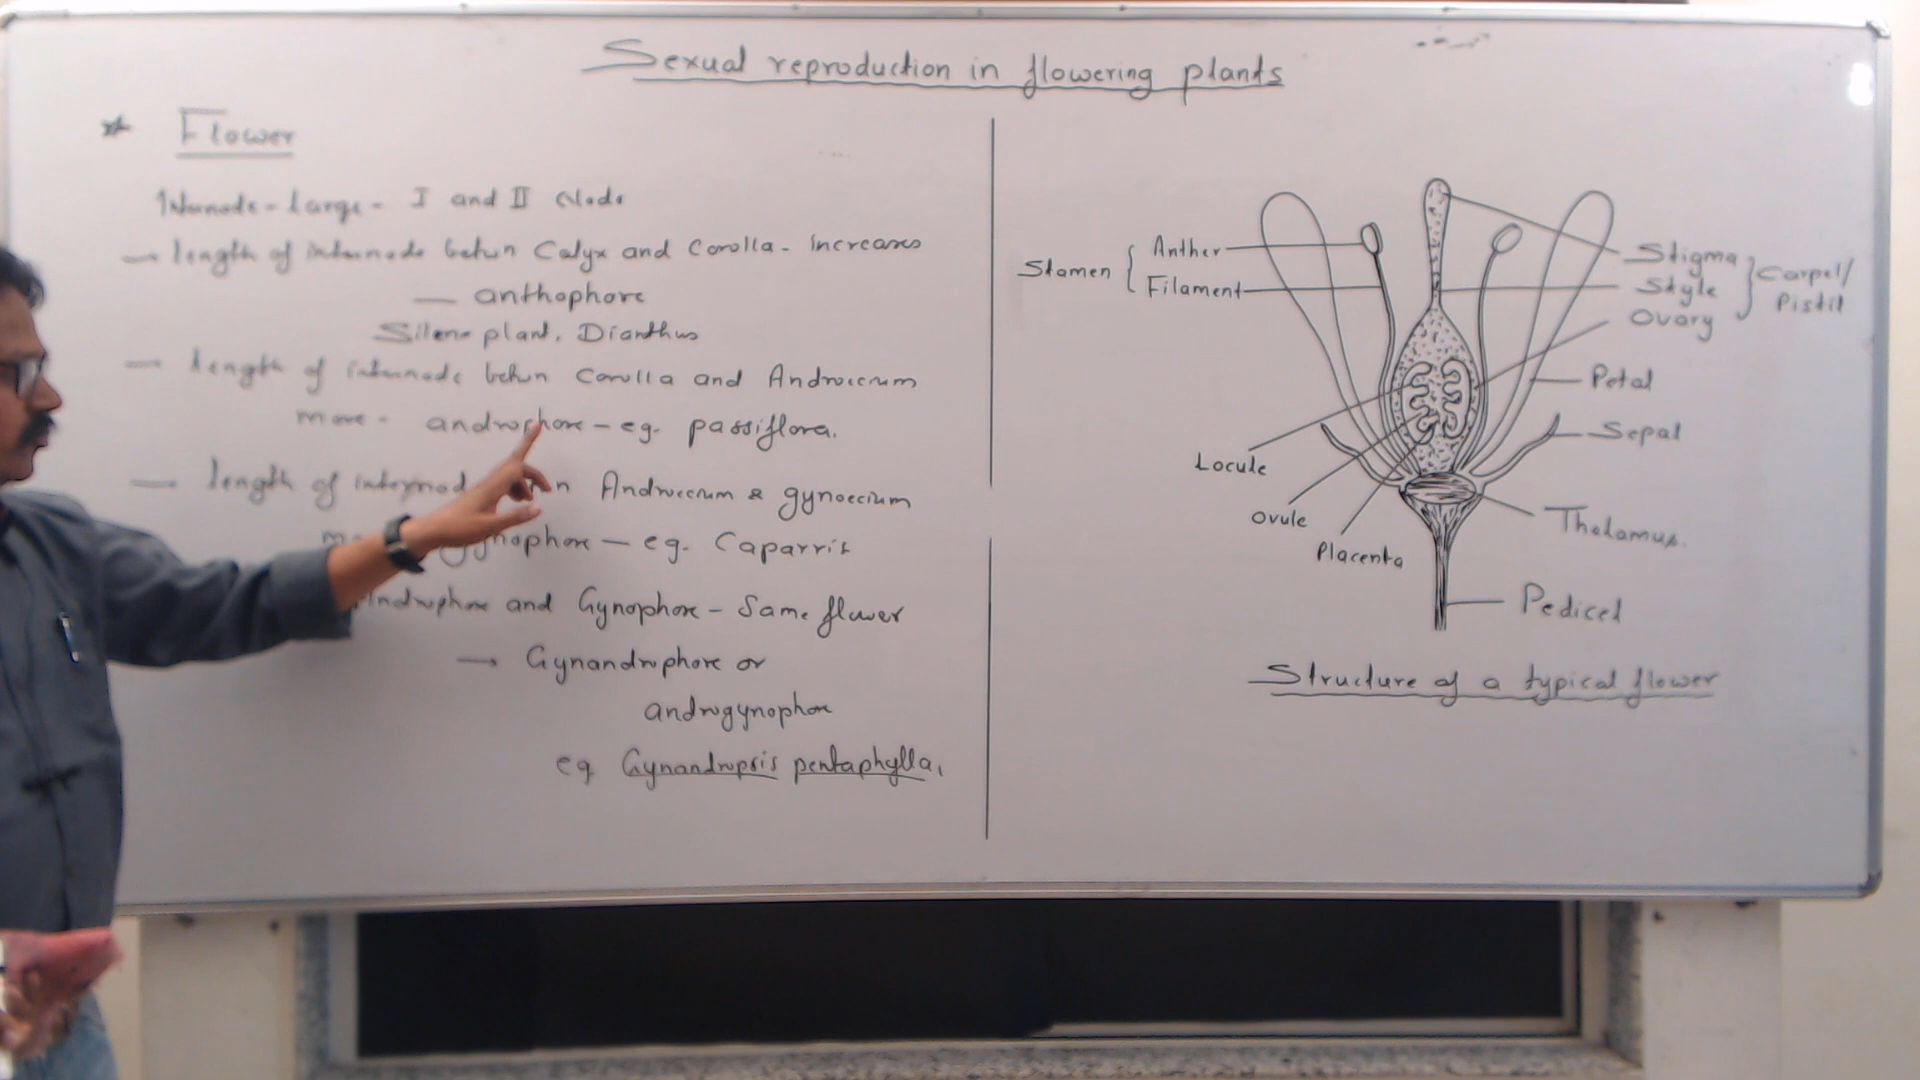 Sexual reproduction in flowering plants
* Flower
Internode - large - I and II Node
— length of internode betwn Calyx and Corolla - increases
— anthophore
Silene plant, Dianthus
— length of internode betwn Corolla and Androecium
more - androphore - eg. passiflora.
— length of internod n Androecium & gynoecium
gynophore — eg. Caparris
Androphore and Gynophore - Same flower
→ Gynandrophore or
androgynophore
eg Gynandropsis pentaphylla,
Stamen { Anther
Filament
Stigma
Style
Ovary
} Carpel/
Pistil
Petal
Sepal
Locule
Ovule
Placenta
Thalamus.
Pedicel
Structure of a typical flower